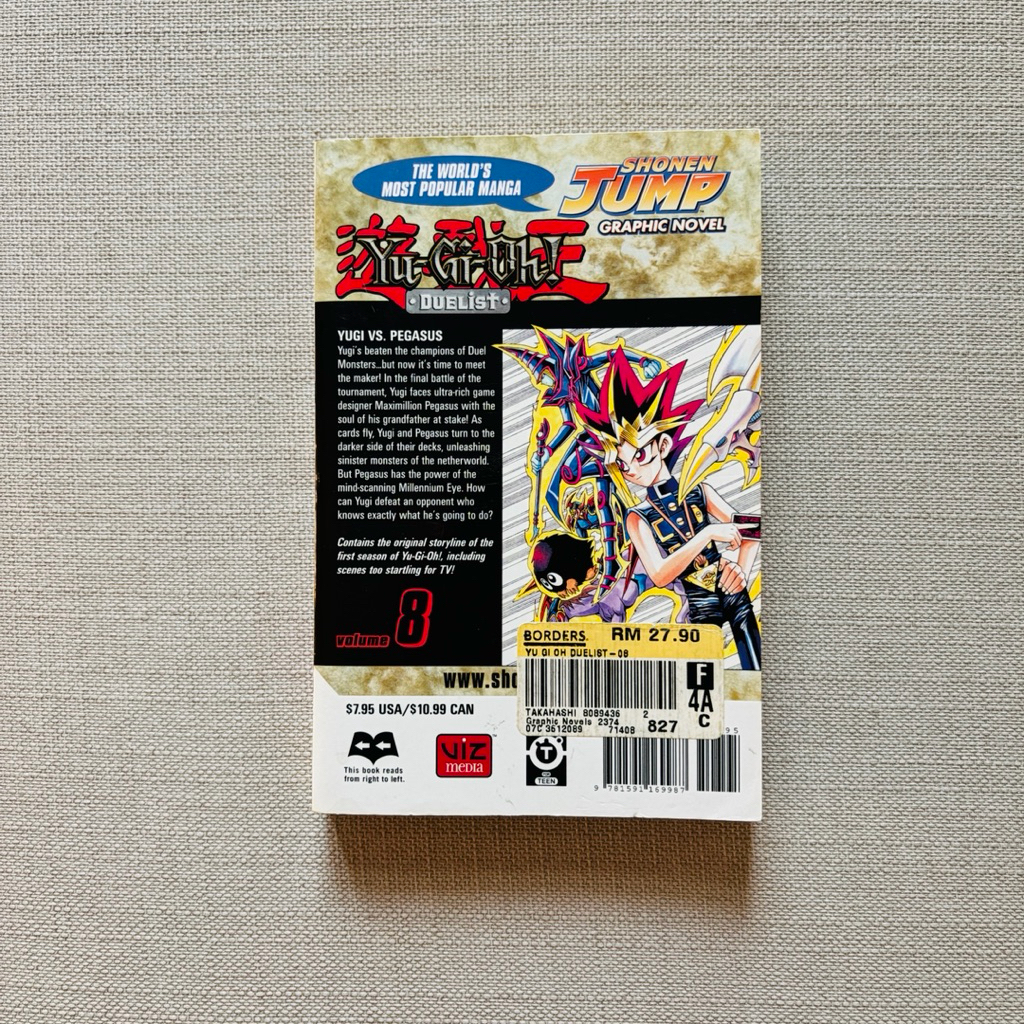 THE WORLD'S
MOST POPULAR MANGA
SHONEN
JUMP
GRAPHIC NOVEL
遊戯王
Yu-Gi-Oh!
DUELIST
YUGI VS. PEGASUS
Yugi's beaten the champions of Duel
Monsters...but now it's time to meet
the maker! In the final battle of the
tournament, Yugi faces ultra-rich game
designer Maximillion Pegasus with the
soul of his grandfather at stake! As
cards fly, Yugi and Pegasus turn to the
darker side of their decks, unleashing
sinister monsters of the netherworld.
But Pegasus has the power of the
mind-scanning Millennium Eye. How
can Yugi defeat an opponent who
knows exactly what he's going to do?
Contains the original storyline of the
first season of Yu-Gi-Oh!, including
scenes too startling for TV!
volume 8
BORDERS. RM 27.90
YU GI OH DUELIST-08
F
4A
C
TAKAHASHI 8089436 2
Graphic Novels 2374
07C 3612089 71408 827
www.sho
$7.95 USA/$10.99 CAN
This book reads
from right to left.
VIZ
MEDIA
T
TEEN
95
9 781591 169987